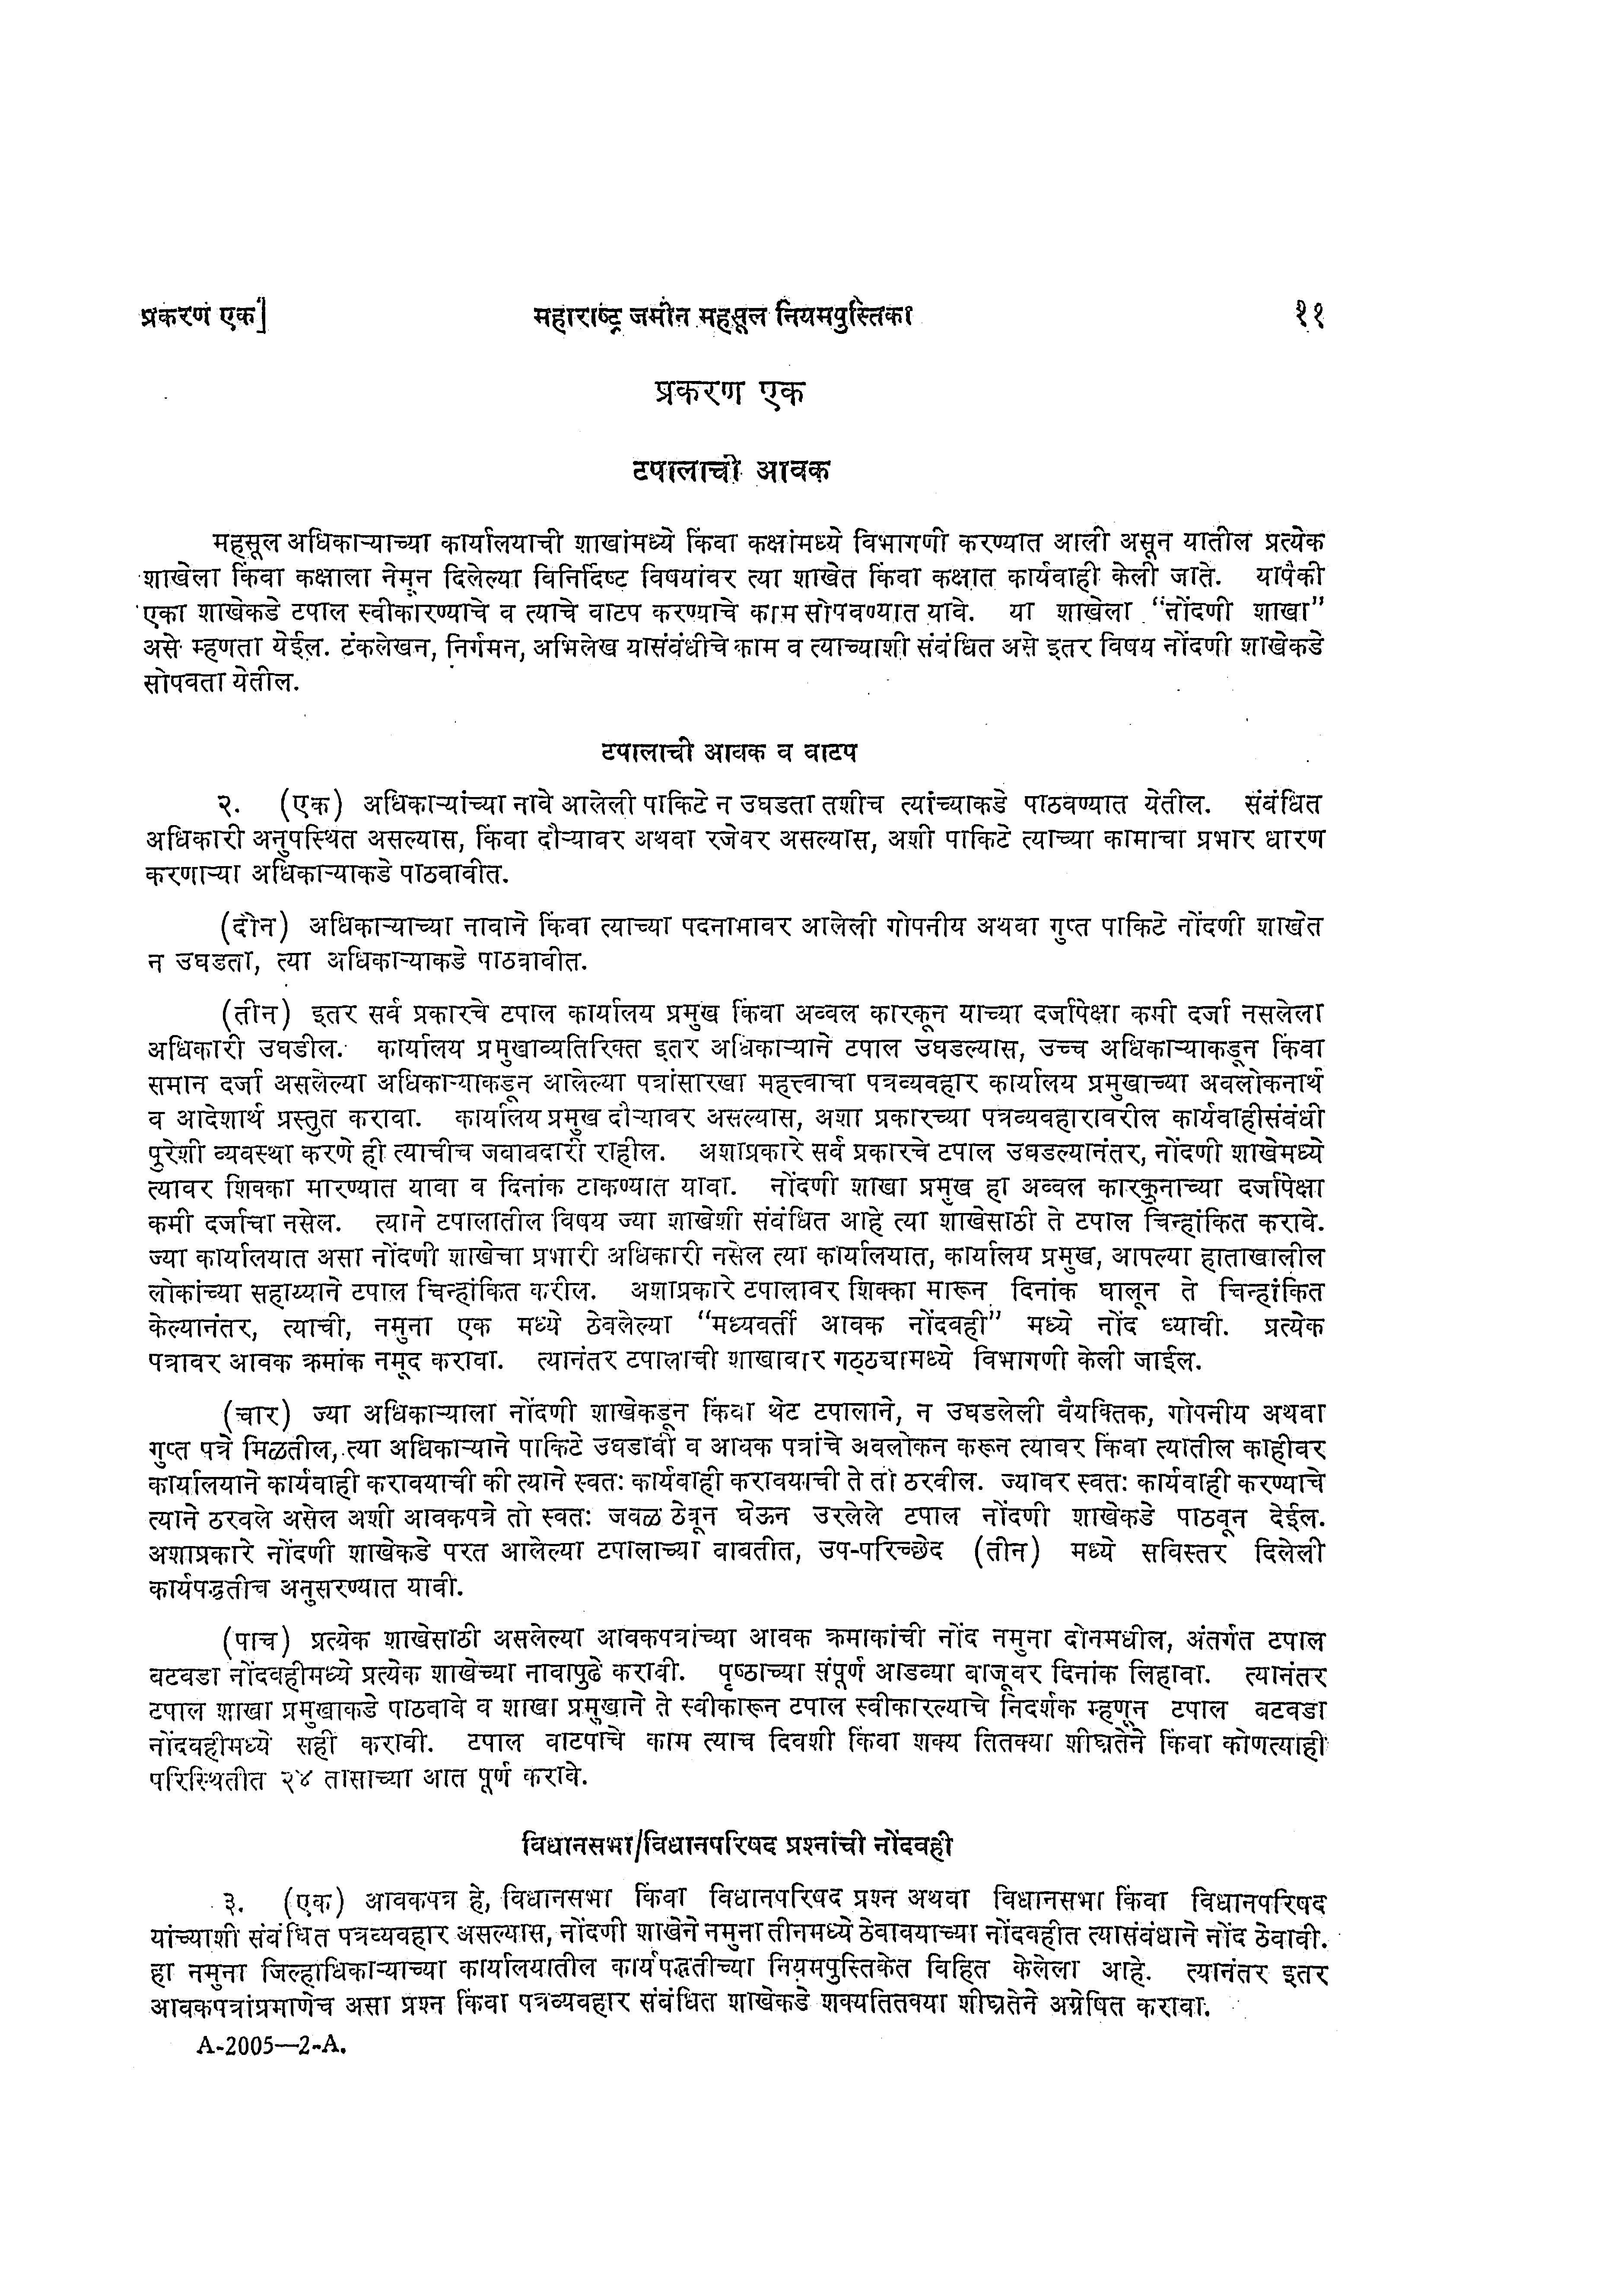 प्रकरण एक]
महाराष्ट्र जमीन महसूल नियमपुस्तिका
११
प्रकरण एक
टपालाची आवक
महसूल अधिकाऱ्याच्या कार्यालयाची शाखांमध्ये किंवा कक्षांमध्ये विभागणी करण्यात आली असून यातील प्रत्येक
शाखेला किंवा कक्षाला नेमून दिलेल्या विनिर्दिष्ट विषयांवर त्या शाखेत किंवा कक्षात कार्यवाही केली जाते. यापैकी
एका शाखेकडे टपाल स्वीकारण्याचे व त्याचे वाटप करण्याचे काम सोपवण्यात यावे. या शाखेला “नोंदणी शाखा”
असे म्हणता येईल. टंकलेखन, निर्गमन, अभिलेख यासंबंधीचे काम व त्याच्याशी संबंधित असे इतर विषय नोंदणी शाखेकडे
सोपवता येतील.
टपालाची आवक व वाटप
२. (एक) अधिकाऱ्यांच्या नावे आलेली पाकिटे न उघडता तशीच त्यांच्याकडे पाठवण्यात येतील. संबंधित
अधिकारी अनुपस्थित असल्यास, किंवा दौऱ्यावर अथवा रजेवर असल्यास, अशी पाकिटे त्याच्या कामाचा प्रभार धारण
करणाऱ्या अधिकाऱ्याकडे पाठवावीत.
(दोन) अधिकाऱ्याच्या नावाने किंवा त्याच्या पदनामावर आलेली गोपनीय अथवा गुप्त पाकिटे नोंदणी शाखेत
न उघडता, त्या अधिकाऱ्याकडे पाठवावीत.
(तीन) इतर सर्व प्रकारचे टपाल कार्यालय प्रमुख किंवा अव्वल कारकून याच्या दर्जापेक्षा कमी दर्जा नसलेला
अधिकारी उघडील. कार्यालय प्रमुखाव्यतिरिक्त इतर अधिकाऱ्याने टपाल उघडल्यास, उच्च अधिकाऱ्याकडून किंवा
समान दर्जा असलेल्या अधिकाऱ्याकडून आलेल्या पत्रांसारखा महत्त्वाचा पत्रव्यवहार कार्यालय प्रमुखाच्या अवलोकनार्थ
व आदेशार्थ प्रस्तुत करावा. कार्यालय प्रमुख दौऱ्यावर असल्यास, अशा प्रकारच्या पत्रव्यवहारावरील कार्यवाहीसंबंधी
पुरेशी व्यवस्था करणे ही त्याचीच जबाबदारी राहील. अशाप्रकारे सर्व प्रकारचे टपाल उघडल्यानंतर, नोंदणी शाखेमध्ये
त्यावर शिक्का मारण्यात यावा व दिनांक टाकण्यात यावा. नोंदणी शाखा प्रमुख हा अव्वल कारकुनाच्या दर्जापेक्षा
कमी दर्जाचा नसेल. त्याने टपालातील विषय ज्या शाखेशी संबंधित आहे त्या शाखेसाठी ते टपाल चिन्हांकित करावे.
ज्या कार्यालयात असा नोंदणी शाखेचा प्रभारी अधिकारी नसेल त्या कार्यालयात, कार्यालय प्रमुख, आपल्या हाताखालील
लोकांच्या सहाय्याने टपाल चिन्हांकित करील. अशाप्रकारे टपालावर शिक्का मारून दिनांक घालून ते चिन्हांकित
केल्यानंतर, त्याची, नमुना एक मध्ये ठेवलेल्या “मध्यवर्ती आवक नोंदवही” मध्ये नोंद घ्यावी. प्रत्येक
पत्रावर आवक क्रमांक नमूद करावा. त्यानंतर टपालाची शाखावार गठ्ठ्यामध्ये विभागणी केली जाईल.
(चार) ज्या अधिकाऱ्याला नोंदणी शाखेकडून किंवा थेट टपालाने, न उघडलेली वैयक्तिक, गोपनीय अथवा
गुप्त पत्रे मिळतील, त्या अधिकाऱ्याने पाकिटे उघडावी व आवक पत्रांचे अवलोकन करून त्यावर किंवा त्यातील काहीवर
कार्यालयाने कार्यवाही करावयाची की त्याने स्वतः कार्यवाही करावयाची ते तो ठरवील. ज्यावर स्वतः कार्यवाही करण्याचे
त्याने ठरवले असेल अशी आवकपत्रे तो स्वतः जवळ ठेवून घेऊन उरलेले टपाल नोंदणी शाखेकडे पाठवून देईल.
अशाप्रकारे नोंदणी शाखेकडे परत आलेल्या टपालाच्या बाबतीत, उप-परिच्छेद (तीन) मध्ये सविस्तर दिलेली
कार्यपद्धतीच अनुसरण्यात यावी.
(पाच) प्रत्येक शाखेसाठी असलेल्या आवकपत्रांच्या आवक क्रमाकांची नोंद नमुना दोनमधील, अंतर्गत टपाल
वटवडा नोंदवहीमध्ये प्रत्येक शाखेच्या नावापुढे करावी. पृष्ठाच्या संपूर्ण आडव्या बाजूवर दिनांक लिहावा. त्यानंतर
टपाल शाखा प्रमुखाकडे पाठवावे व शाखा प्रमुखाने ते स्वीकारून टपाल स्वीकारल्याचे निदर्शक म्हणून टपाल बटवडा
नोंदवहीमध्ये सही करावी. टपाल वाटपाचे काम त्याच दिवशी किंवा शक्य तितक्या शीघ्रतेने किंवा कोणत्याही
परिस्थितीत २४ तासाच्या आत पूर्ण करावे.
विधानसभा/विधानपरिषद प्रश्नांची नोंदवही
३. (एक) आवकपत्र हे, विधानसभा किंवा विधानपरिषद प्रश्न अथवा विधानसभा किंवा विधानपरिषद
यांच्याशी संबंधित पत्रव्यवहार असल्यास, नोंदणी शाखेने नमुना तीनमध्ये ठेवावयाच्या नोंदवहीत त्यासंबंधाने नोंद ठेवावी.
हा नमुना जिल्हाधिकाऱ्याच्या कार्यालयातील कार्यपद्धतीच्या नियमपुस्तिकेत विहित केलेला आहे. त्यानंतर इतर
आवकपत्रांप्रमाणेच असा प्रश्न किंवा पत्रव्यवहार संबंधित शाखेकडे शक्यतितक्या शीघ्रतेने अग्रेषित करावा.
A-2005—2-A.